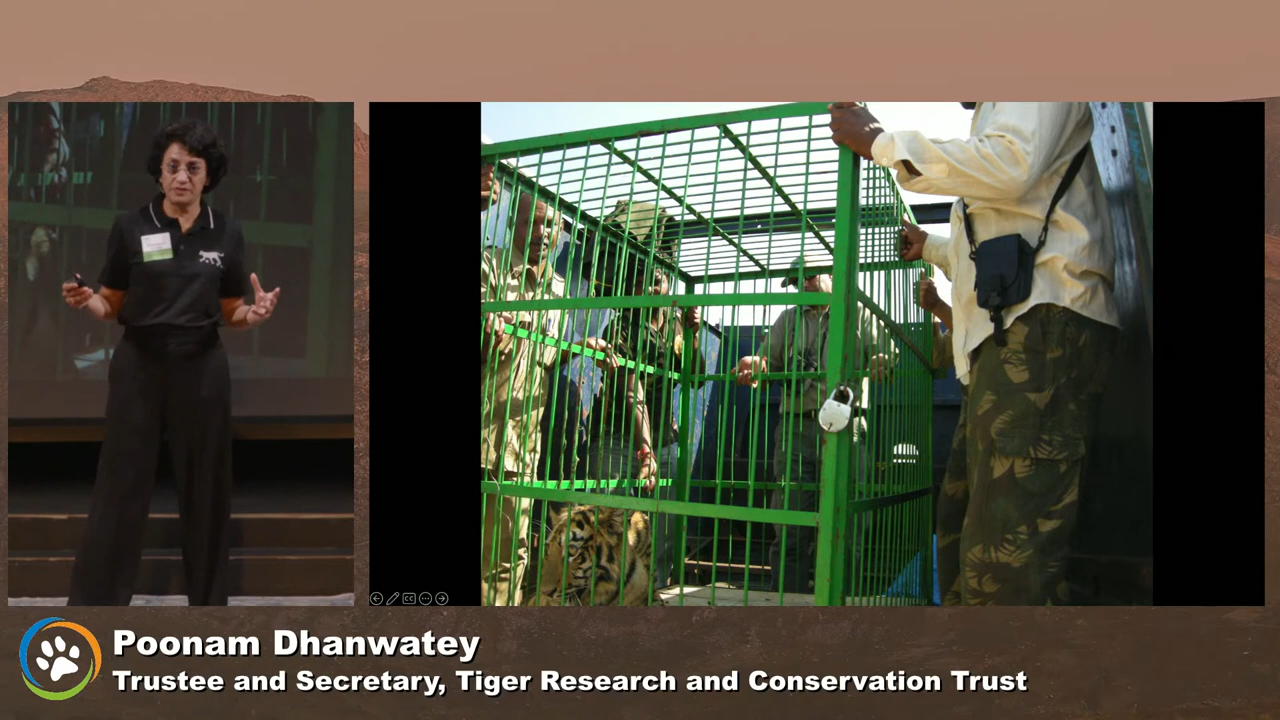 Poonam Dhanwatey
Trustee and Secretary, Tiger Research and Conservation Trust